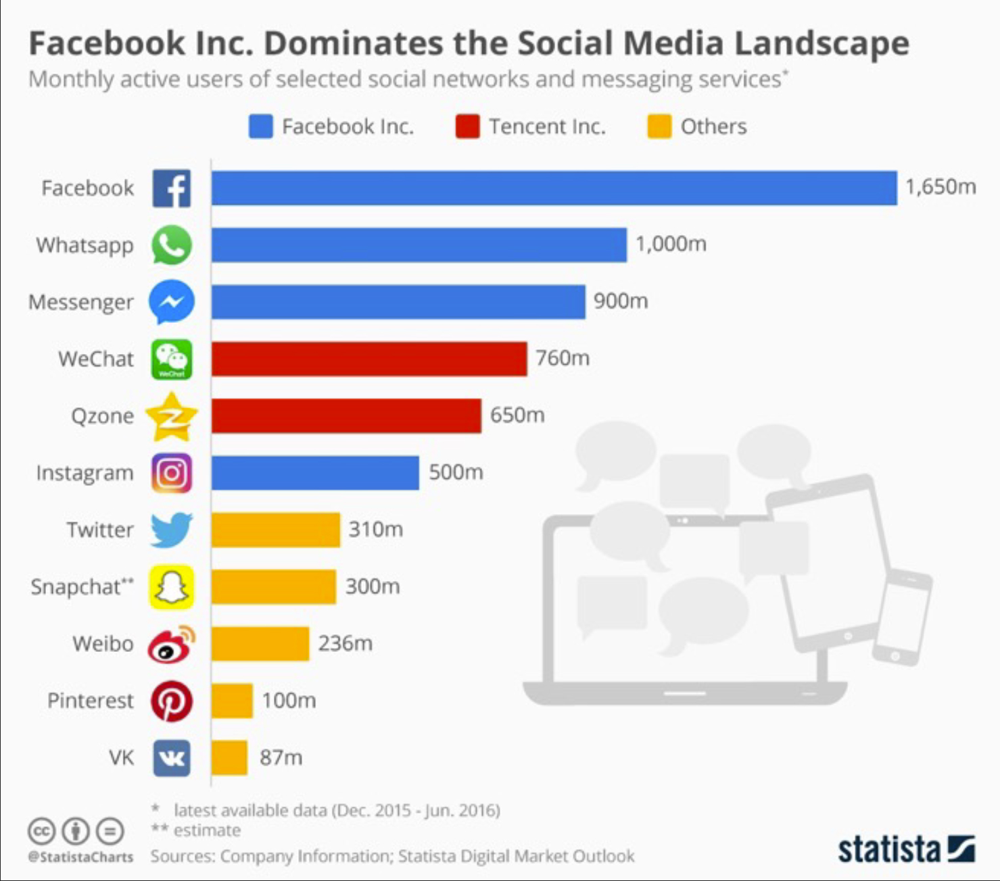 Facebook Inc. Dominates the Social Media Landscape
Monthly active users of selected social networks and messaging services*
Facebook Inc. Tencent Inc. Others
Facebook 1,650m
Whatsapp 1,000m
Messenger 900m
WeChat WeChat 760m
Qzone 650m
Instagram 500m
Twitter 310m
Snapchat** 300m
Weibo 236m
Pinterest 100m
VK 87m
* latest available data (Dec. 2015 - Jun. 2016)
** estimate
@StatistaCharts Sources: Company Information; Statista Digital Market Outlook
cc
statista